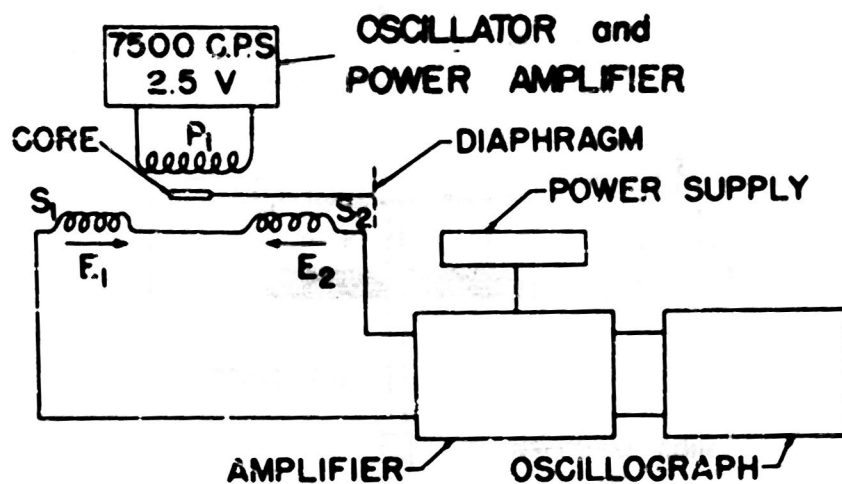 7500 C.P.S
2.5 V
OSCILLATOR and
POWER AMPLIFIER
P1
CORE
DIAPHRAGM
POWER SUPPLY
S1
S2
E1
E2
AMPLIFIER
OSCILLOGRAPH